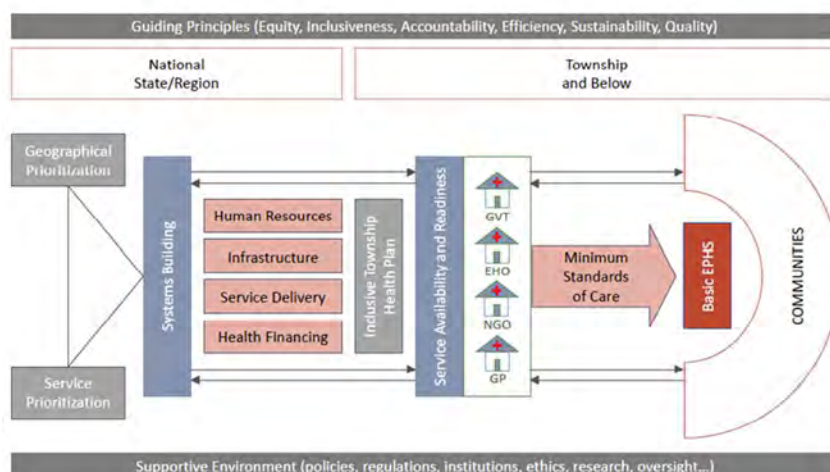 Guiding Principles (Equity, Inclusiveness, Accountability, Efficiency, Sustainability, Quality)
National
State/Region
Township
and Below
Geographical
Prioritization
Service
Prioritization
Systems Building
Human Resources
Infrastructure
Service Delivery
Health Financing
Inclusive Township
Health Plan
Service Availability and Readiness
GVT
EHO
NGO
GP
Minimum
Standards
of Care
Basic EPHS
COMMUNITIES
Supportive Environment (policies, regulations, institutions, ethics, research, oversight...)